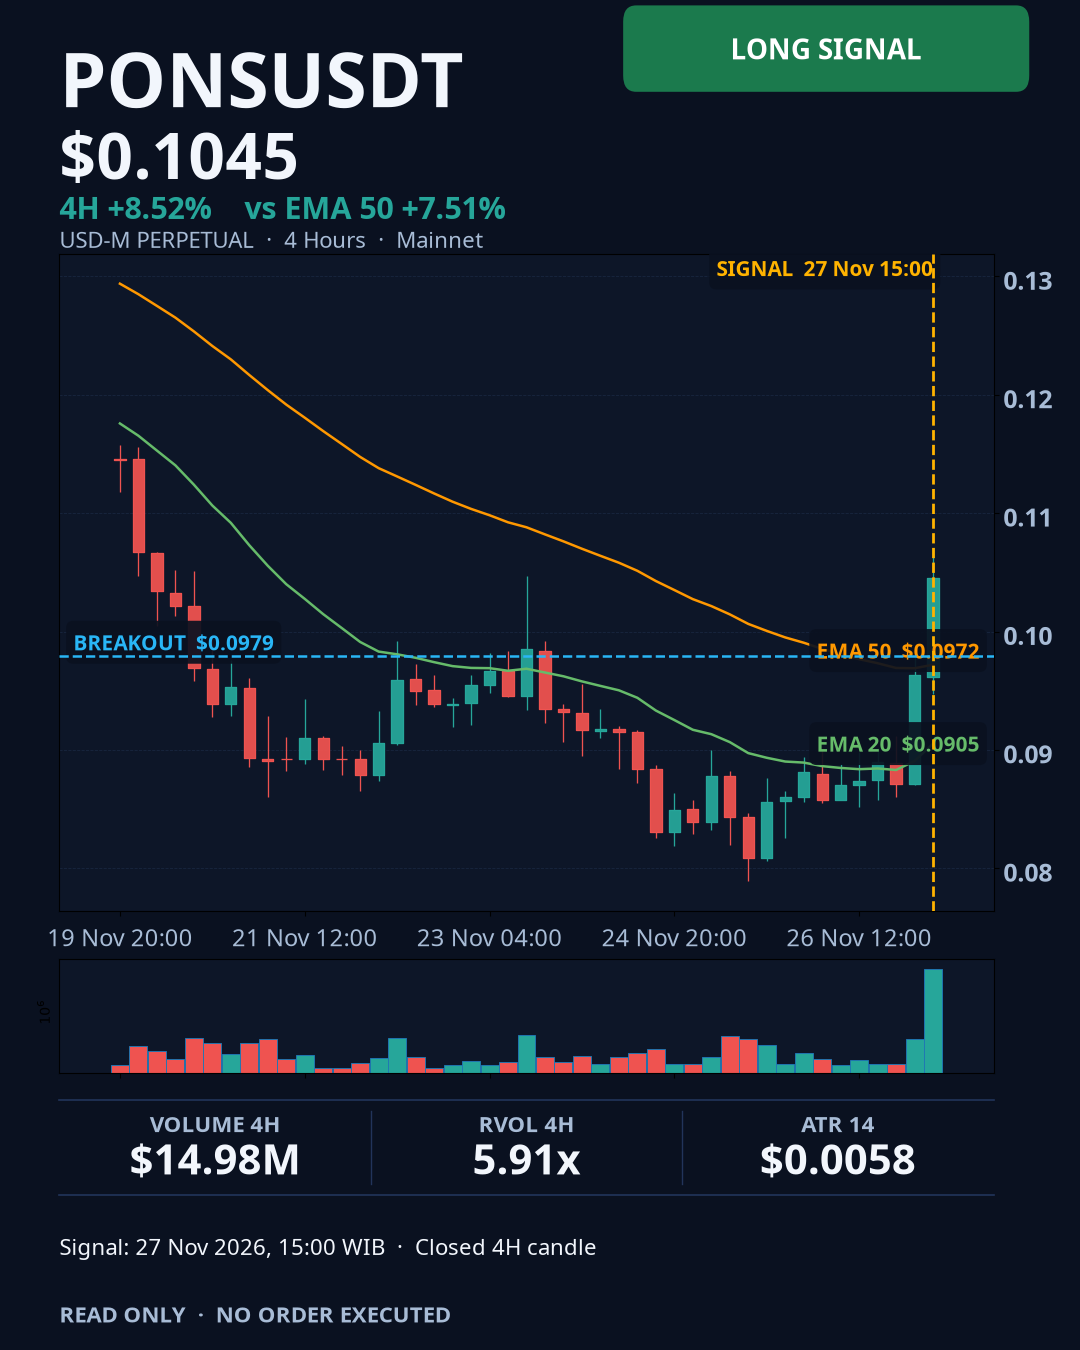 LONG SIGNAL
PONSUSDT
$0.1045
4H +8.52% vs EMA 50 +7.51%
USD-M PERPETUAL · 4 Hours · Mainnet
SIGNAL 27 Nov 15:00
0.13
0.12
0.11
0.10
0.09
0.08
BREAKOUT $0.0979
EMA 50 $0.0972
EMA 20 $0.0905
19 Nov 20:00 21 Nov 12:00 23 Nov 04:00 24 Nov 20:00 26 Nov 12:00
10⁶
VOLUME 4H RVOL 4H ATR 14
$14.98M 5.91x $0.0058
Signal: 27 Nov 2026, 15:00 WIB · Closed 4H candle
READ ONLY · NO ORDER EXECUTED